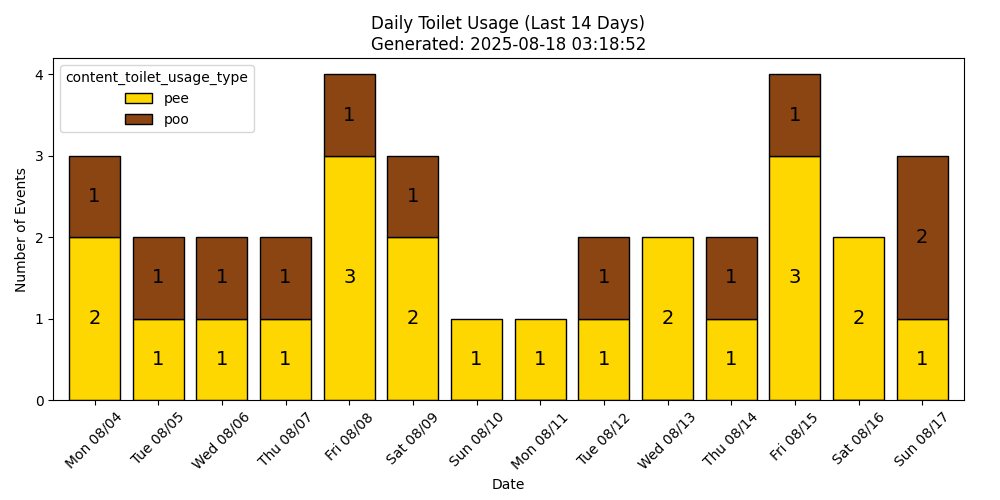 Daily Toilet Usage (Last 14 Days)
Generated: 2025-08-18 03:18:52
content_toilet_usage_type
pee
poo
Number of Events
4
3
2
1
0
1
2
1
1
1
1
1
1
1
3
1
2
1
1
1
1
2
1
1
1
3
2
2
1
Mon 08/04
Tue 08/05
Wed 08/06
Thu 08/07
Fri 08/08
Sat 08/09
Sun 08/10
Mon 08/11
Tue 08/12
Wed 08/13
Thu 08/14
Fri 08/15
Sat 08/16
Sun 08/17
Date